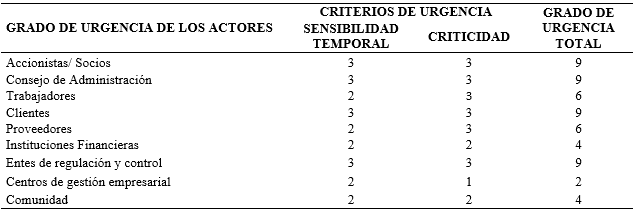 GRADO DE URGENCIA DE LOS ACTORES CRITERIOS DE URGENCIA GRADO DE URGENCIA TOTAL
SENSIBILIDAD TEMPORAL CRITICIDAD
Accionistas/ Socios 3 3 9
Consejo de Administración 3 3 9
Trabajadores 2 3 6
Clientes 3 3 9
Proveedores 2 3 6
Instituciones Financieras 2 2 4
Entes de regulación y control 3 3 9
Centros de gestión empresarial 2 1 2
Comunidad 2 2 4